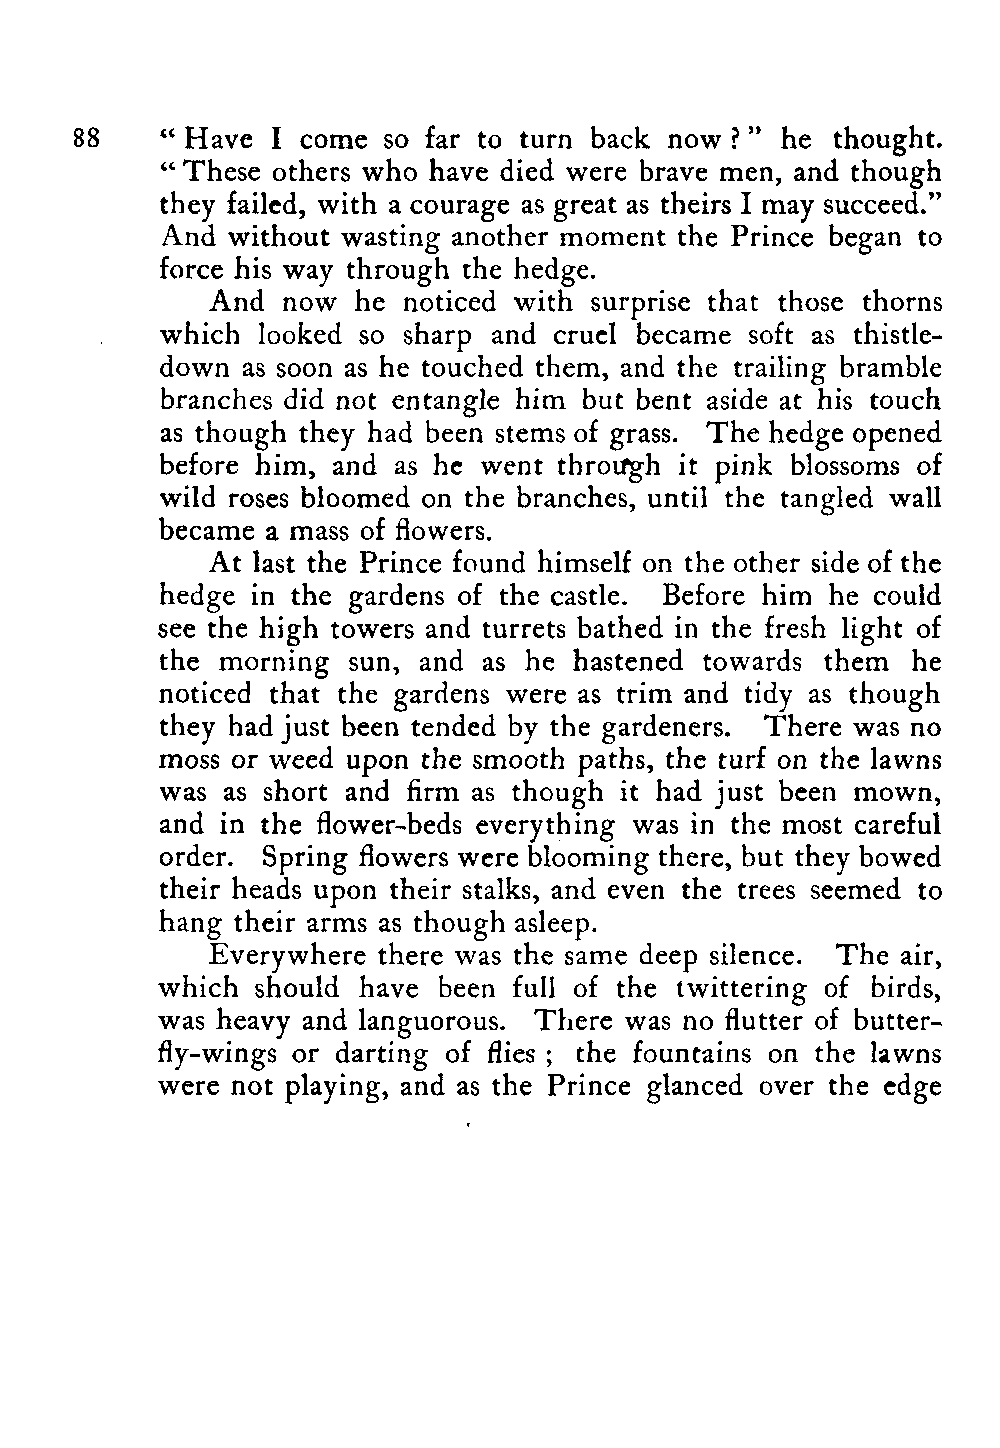 88 “ Have I come so far to turn back now ? ” he thought.
“ These others who have died were brave men, and though
they failed, with a courage as great as theirs I may succeed.”
And without wasting another moment the Prince began to
force his way through the hedge.
And now he noticed with surprise that those thorns
which looked so sharp and cruel became soft as thistle-
down as soon as he touched them, and the trailing bramble
branches did not entangle him but bent aside at his touch
as though they had been stems of grass. The hedge opened
before him, and as he went through it pink blossoms of
wild roses bloomed on the branches, until the tangled wall
became a mass of flowers.
At last the Prince found himself on the other side of the
hedge in the gardens of the castle. Before him he could
see the high towers and turrets bathed in the fresh light of
the morning sun, and as he hastened towards them he
noticed that the gardens were as trim and tidy as though
they had just been tended by the gardeners. There was no
moss or weed upon the smooth paths, the turf on the lawns
was as short and firm as though it had just been mown,
and in the flower-beds everything was in the most careful
order. Spring flowers were blooming there, but they bowed
their heads upon their stalks, and even the trees seemed to
hang their arms as though asleep.
Everywhere there was the same deep silence. The air,
which should have been full of the twittering of birds,
was heavy and languorous. There was no flutter of butter-
fly-wings or darting of flies ; the fountains on the lawns
were not playing, and as the Prince glanced over the edge